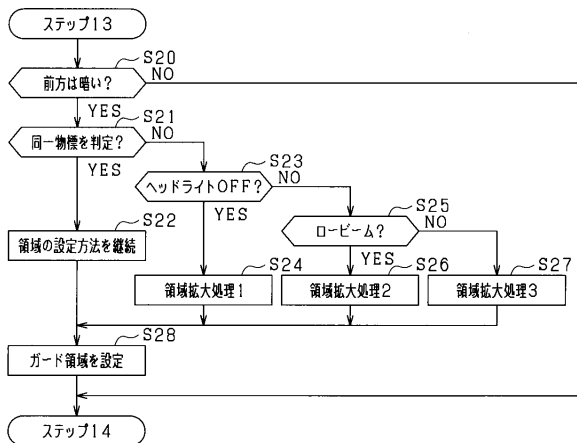 ステップ13
S20
前方は暗い?
NO
YES
S21
同一物標を判定?
NO
YES
S23
ヘッドライトOFF?
NO
YES
S25
ロービーム?
NO
YES
S22
領域の設定方法を継続
S24
領域拡大処理1
S26
領域拡大処理2
S27
領域拡大処理3
S28
ガード領域を設定
ステップ14